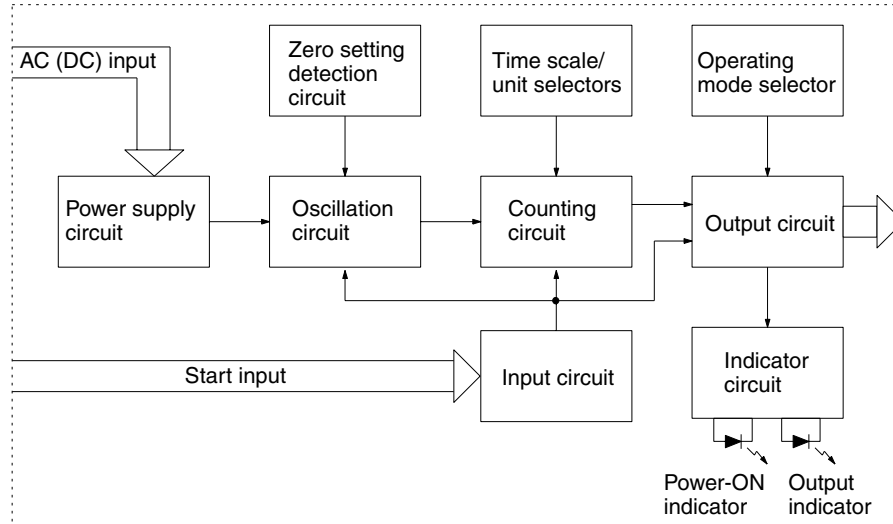 AC (DC) input
Zero setting
detection
circuit
Time scale/
unit selectors
Operating
mode selector
Power supply
circuit
Oscillation
circuit
Counting
circuit
Output circuit
Start input
Input circuit
Indicator
circuit
Power-ON
indicator
Output
indicator